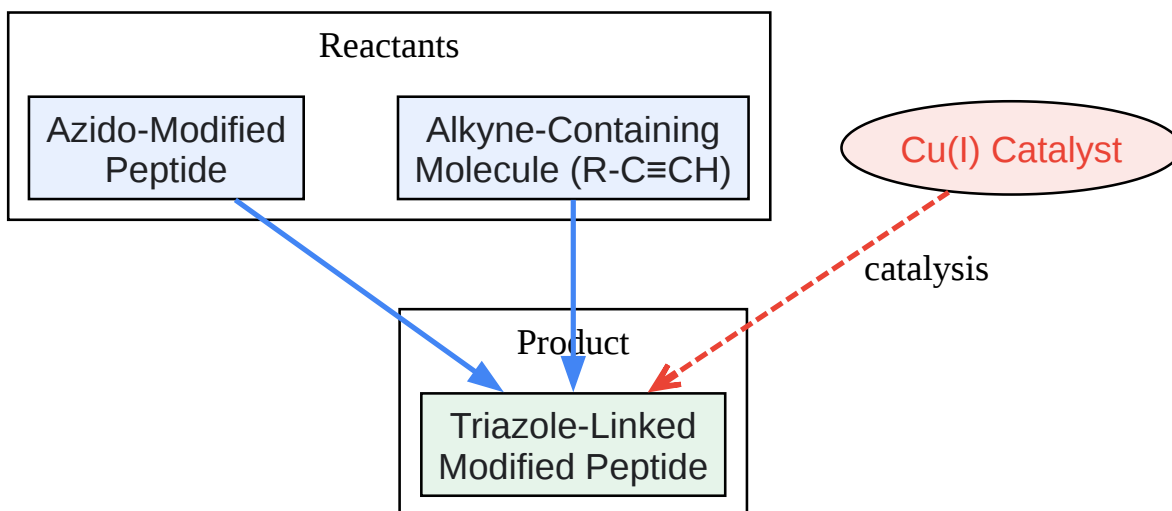 Reactants
Azido-Modified
Peptide
Alkyne-Containing
Molecule (R-C≡CH)
Cu(I) Catalyst
catalysis
Product
Triazole-Linked
Modified Peptide